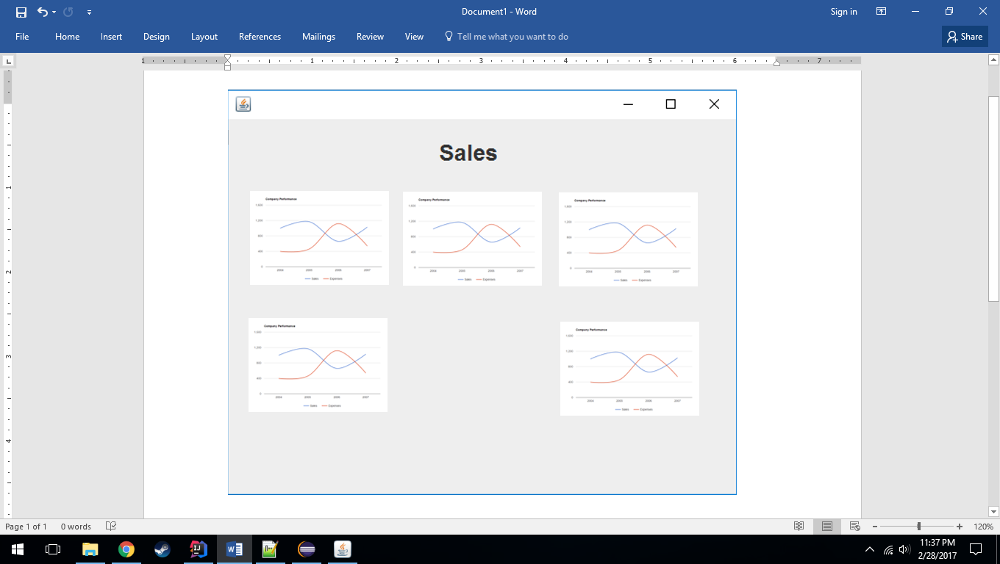 Document1 - Word
Sign in
File Home Insert Design Layout References Mailings Review View Tell me what you want to do Share
1 1 2 3 4 5 6 7
Sales
Company Performance
1,600
1,200
800
400
0
2004 2005 2006 2007
Sales Expenses
Company Performance
1,600
1,200
800
400
0
2004 2005 2006 2007
Sales Expenses
Company Performance
1,600
1,200
800
400
0
2004 2005 2006 2007
Sales Expenses
Company Performance
1,600
1,200
800
400
0
2004 2005 2006 2007
Sales Expenses
Company Performance
1,600
1,200
800
400
0
2004 2005 2006 2007
Sales Expenses
1
2
3
4
Page 1 of 1 0 words
120%
11:37 PM
2/28/2017